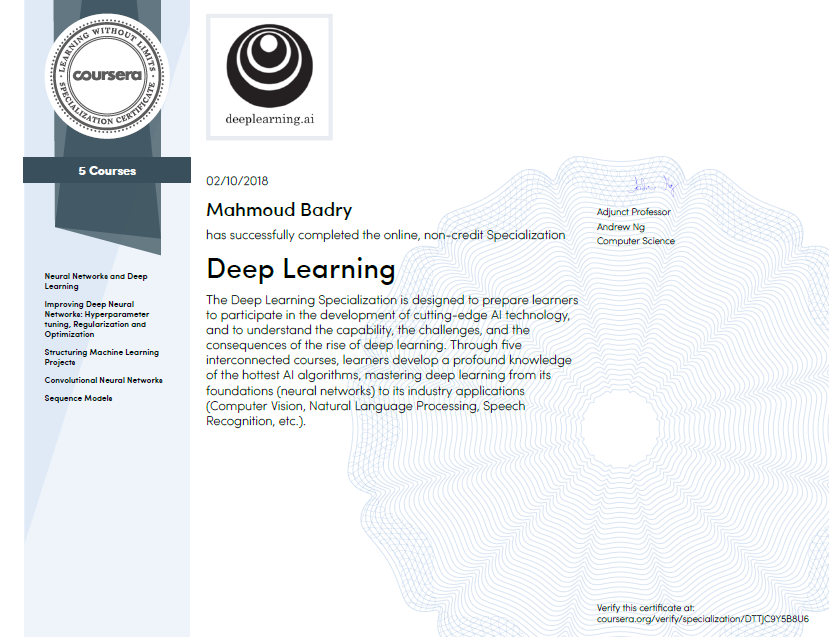 LEARNING WITHOUT LIMITS
coursera
SPECIALIZATION CERTIFICATE
deeplearning.ai
5 Courses
Neural Networks and Deep
Learning
Improving Deep Neural
Networks: Hyperparameter
tuning, Regularization and
Optimization
Structuring Machine Learning
Projects
Convolutional Neural Networks
Sequence Models
02/10/2018
Mahmoud Badry
has successfully completed the online, non-credit Specialization
Deep Learning
The Deep Learning Specialization is designed to prepare learners
to participate in the development of cutting-edge AI technology,
and to understand the capability, the challenges, and the
consequences of the rise of deep learning. Through five
interconnected courses, learners develop a profound knowledge
of the hottest AI algorithms, mastering deep learning from its
foundations (neural networks) to its industry applications
(Computer Vision, Natural Language Processing, Speech
Recognition, etc.).
Adjunct Professor
Andrew Ng
Computer Science
Verify this certificate at:
coursera.org/verify/specialization/DTTJC9Y5B8U6